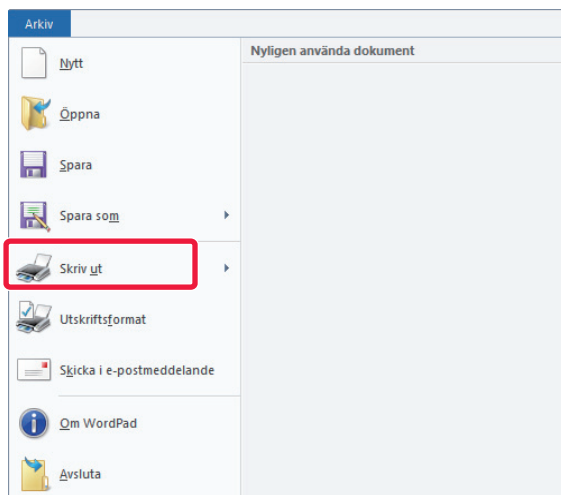 Arkiv
Nyligen använda dokument
Nytt
Öppna
Spara
Spara som
Skriv ut
Utskriftsformat
Skicka i e-postmeddelande
Om WordPad
Avsluta